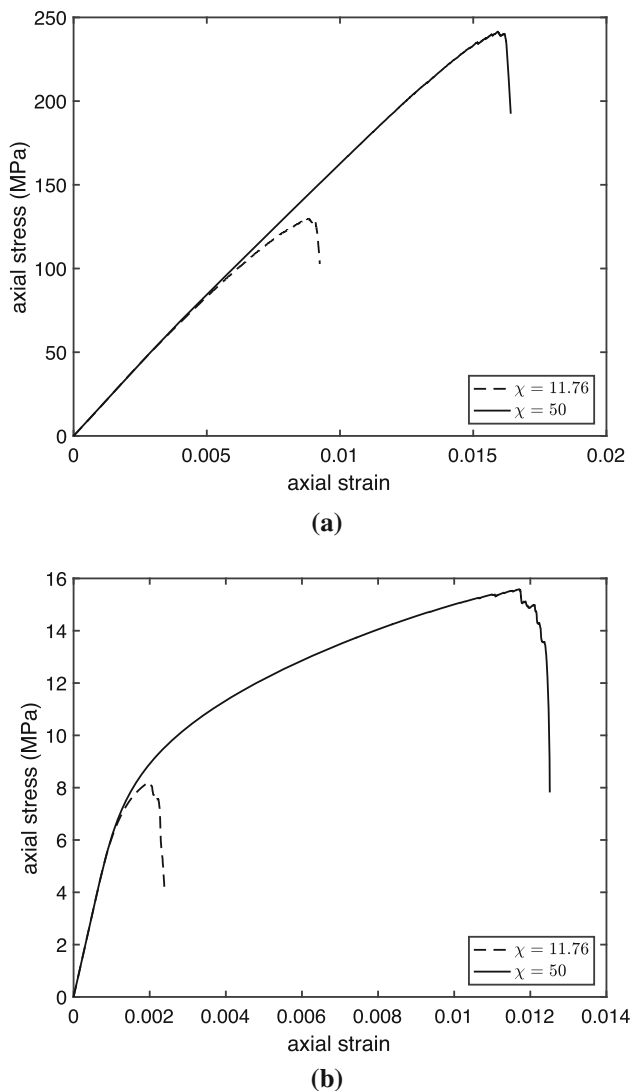 250
200
150
100
50
0
axial stress (MPa)
χ = 11.76
χ = 50
0 0.005 0.01 0.015 0.02
axial strain
(a)
16
14
12
10
8
6
4
2
0
axial stress (MPa)
χ = 11.76
χ = 50
0 0.002 0.004 0.006 0.008 0.01 0.012 0.014
axial strain
(b)